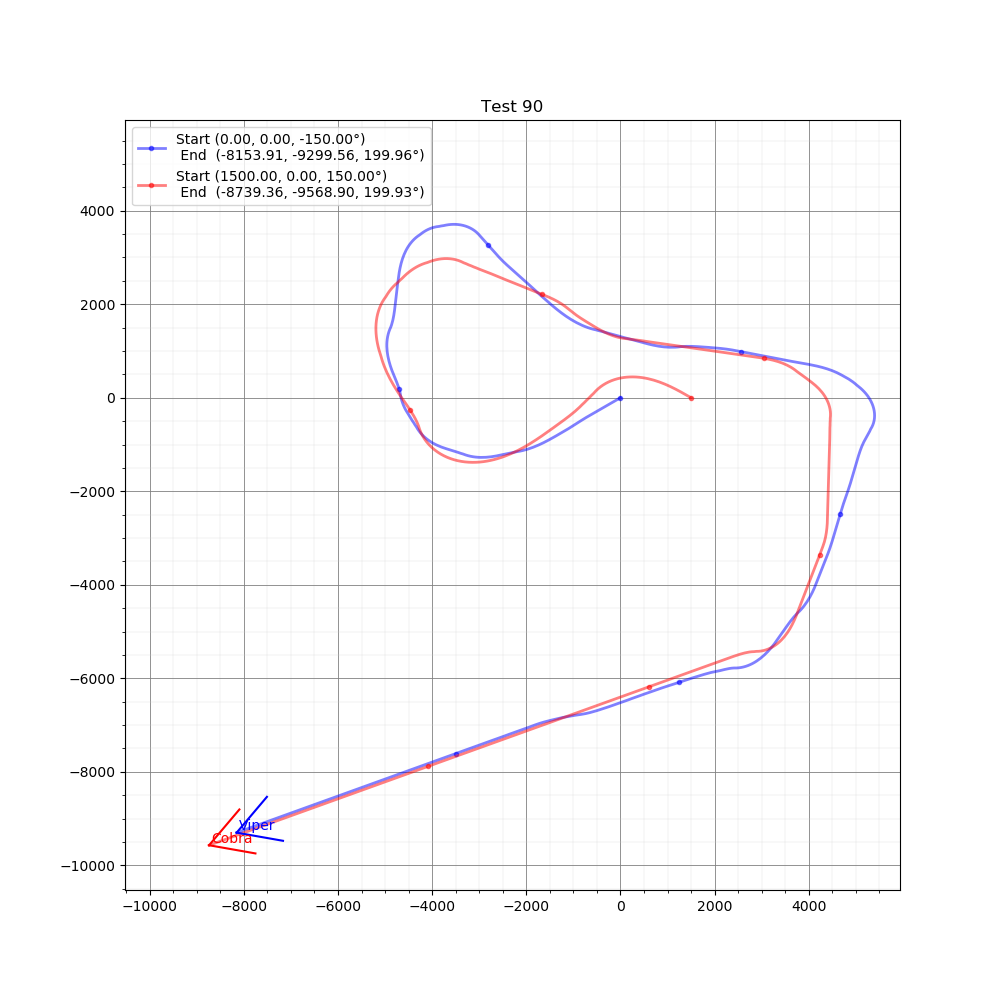 Test 90
Start (0.00, 0.00, -150.00°)
End (-8153.91, -9299.56, 199.96°)
Start (1500.00, 0.00, 150.00°)
End (-8739.36, -9568.90, 199.93°)
4000
2000
0
−2000
−4000
−6000
−8000
−10000
Viper
Cobra
−10000 −8000 −6000 −4000 −2000 0 2000 4000